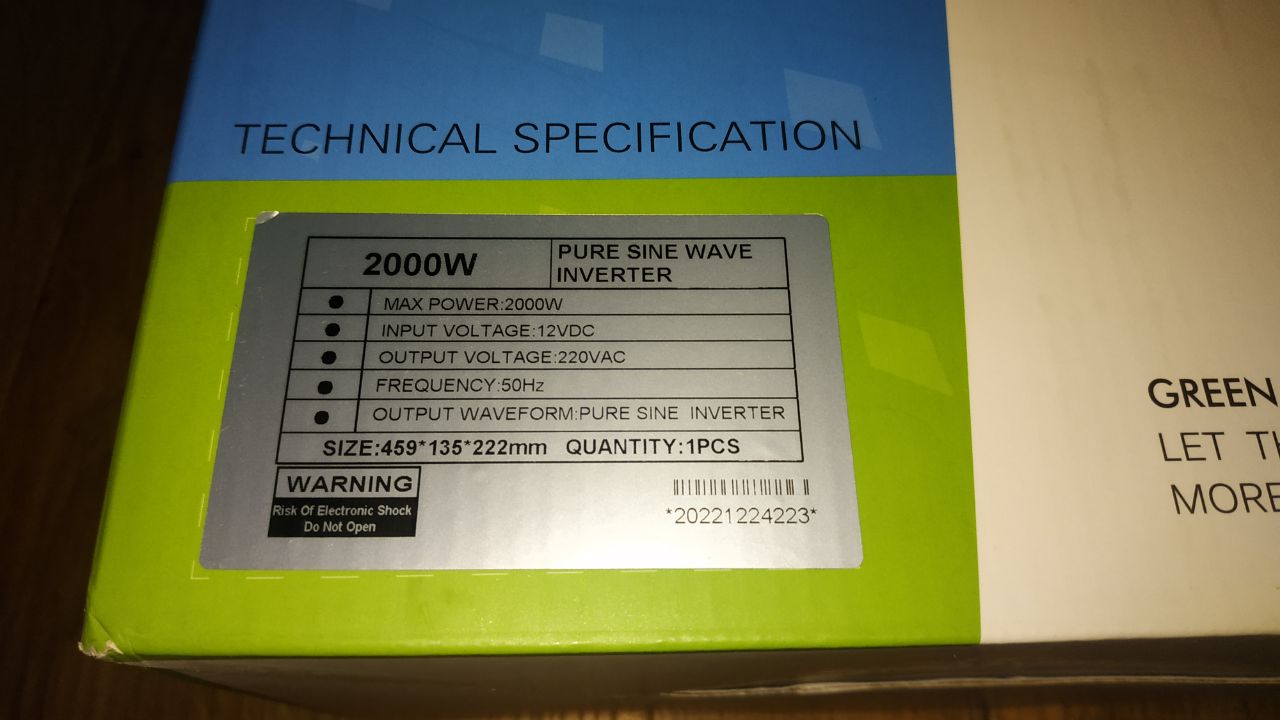 TECHNICAL SPECIFICATION
2000W
PURE SINE WAVE
INVERTER
MAX POWER:2000W
INPUT VOLTAGE:12VDC
OUTPUT VOLTAGE:220VAC
FREQUENCY:50Hz
OUTPUT WAVEFORM:PURE SINE INVERTER
SIZE:459*135*222mm QUANTITY:1PCS
WARNING
Risk Of Electronic Shock
Do Not Open
*20221224223*
GREEN
LET
MORE